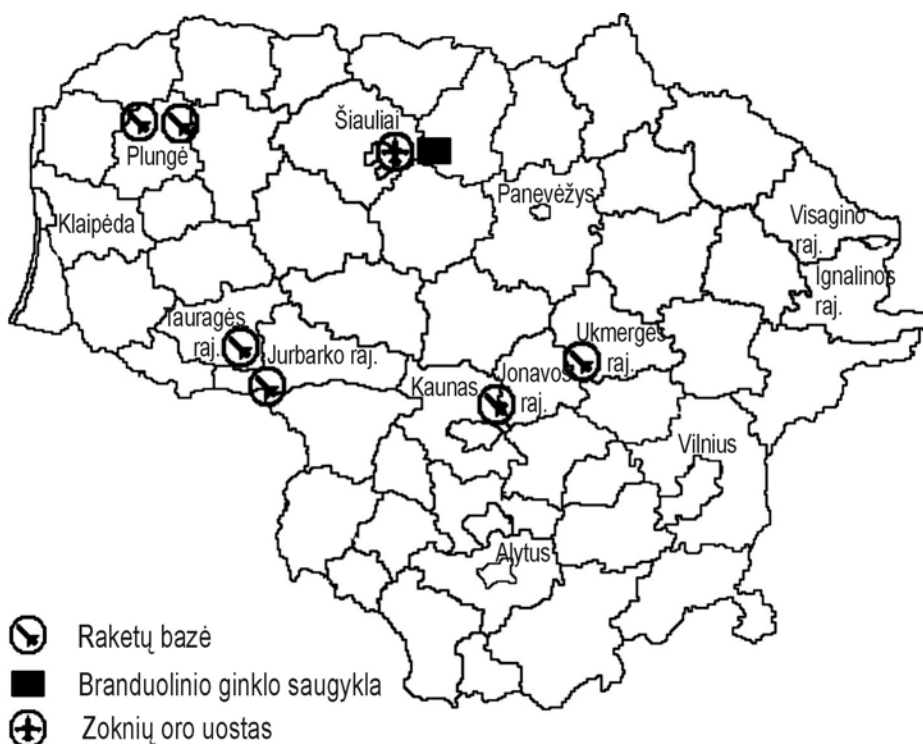 Šiauliai
Plungė
Panevėžys
Klaipėda
Visagino
raj.
Ignalinos
raj.
Tauragės
raj.
Jurbarko raj.
Ukmergės
raj.
Kaunas
Jonavos
raj.
Vilnius
Alytus
Raketų bazė
Branduolinio ginklo saugykla
Zoknių oro uostas